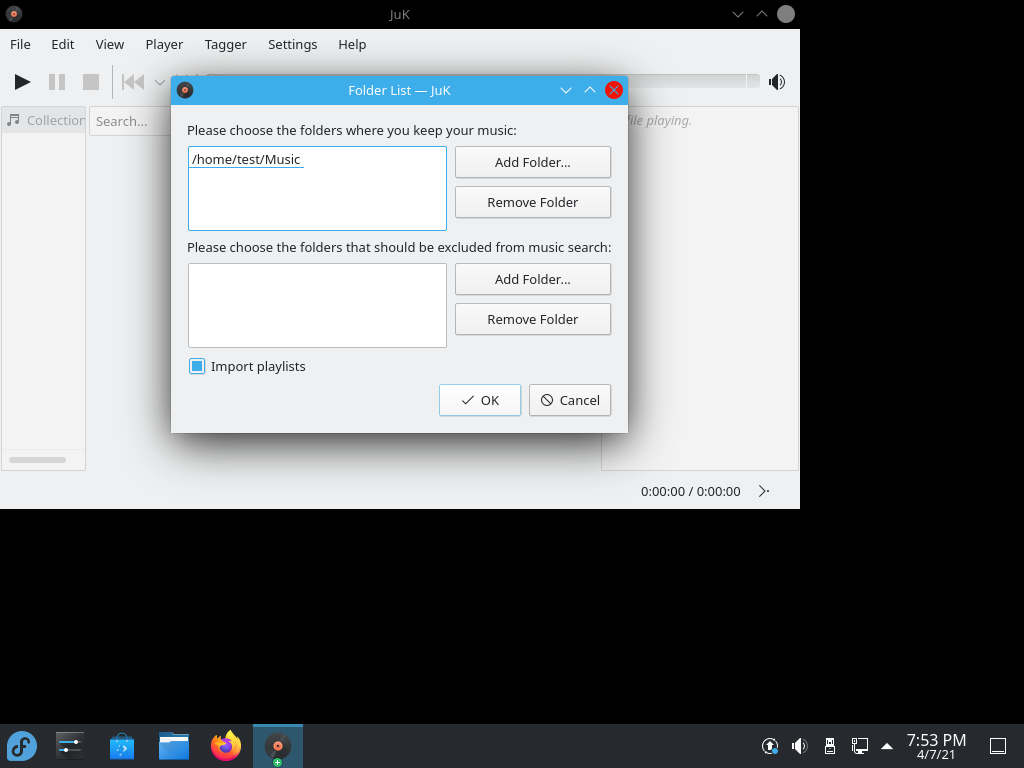 JuK
File Edit View Player Tagger Settings Help
Folder List — JuK
Collection
Search...
file playing.
Please choose the folders where you keep your music:
/home/test/Music
Add Folder...
Remove Folder
Please choose the folders that should be excluded from music search:
Add Folder...
Remove Folder
Import playlists
OK
Cancel
0:00:00 / 0:00:00
7:53 PM
4/7/21